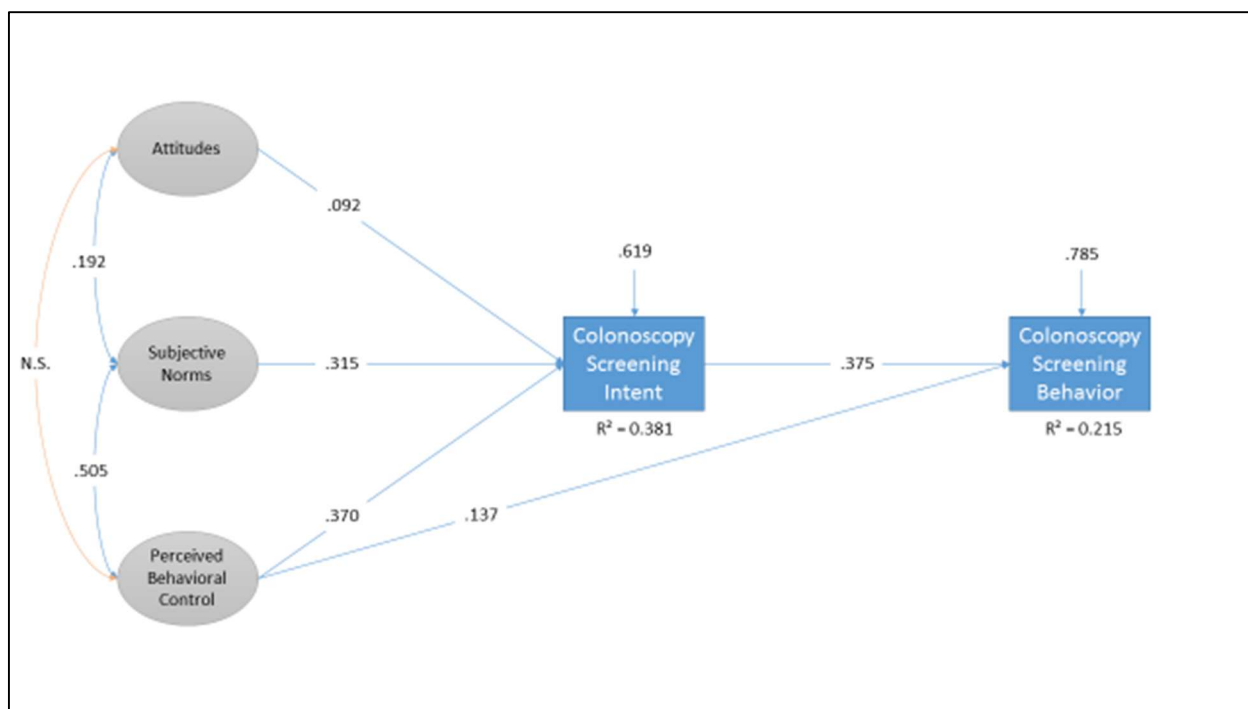 Attitudes
.092
.192
.619
.785
Subjective
Norms
N.S.
.315
Colonoscopy
Screening
Intent
R² = 0.381
.375
Colonoscopy
Screening
Behavior
R² = 0.215
.505
.370
.137
Perceived
Behavioral
Control